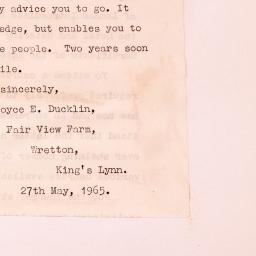 y advice you to go. It
edge, but enables you to
e people. Two years soon
ile.
sincerely,
oyce E. Ducklin,
Fair View Farm,
Wretton,
King's Lynn.
27th May, 1965.